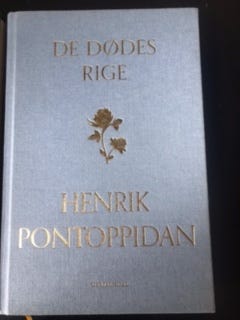 DE DØDES
RIGE
HENRIK
PONTOPPIDAN